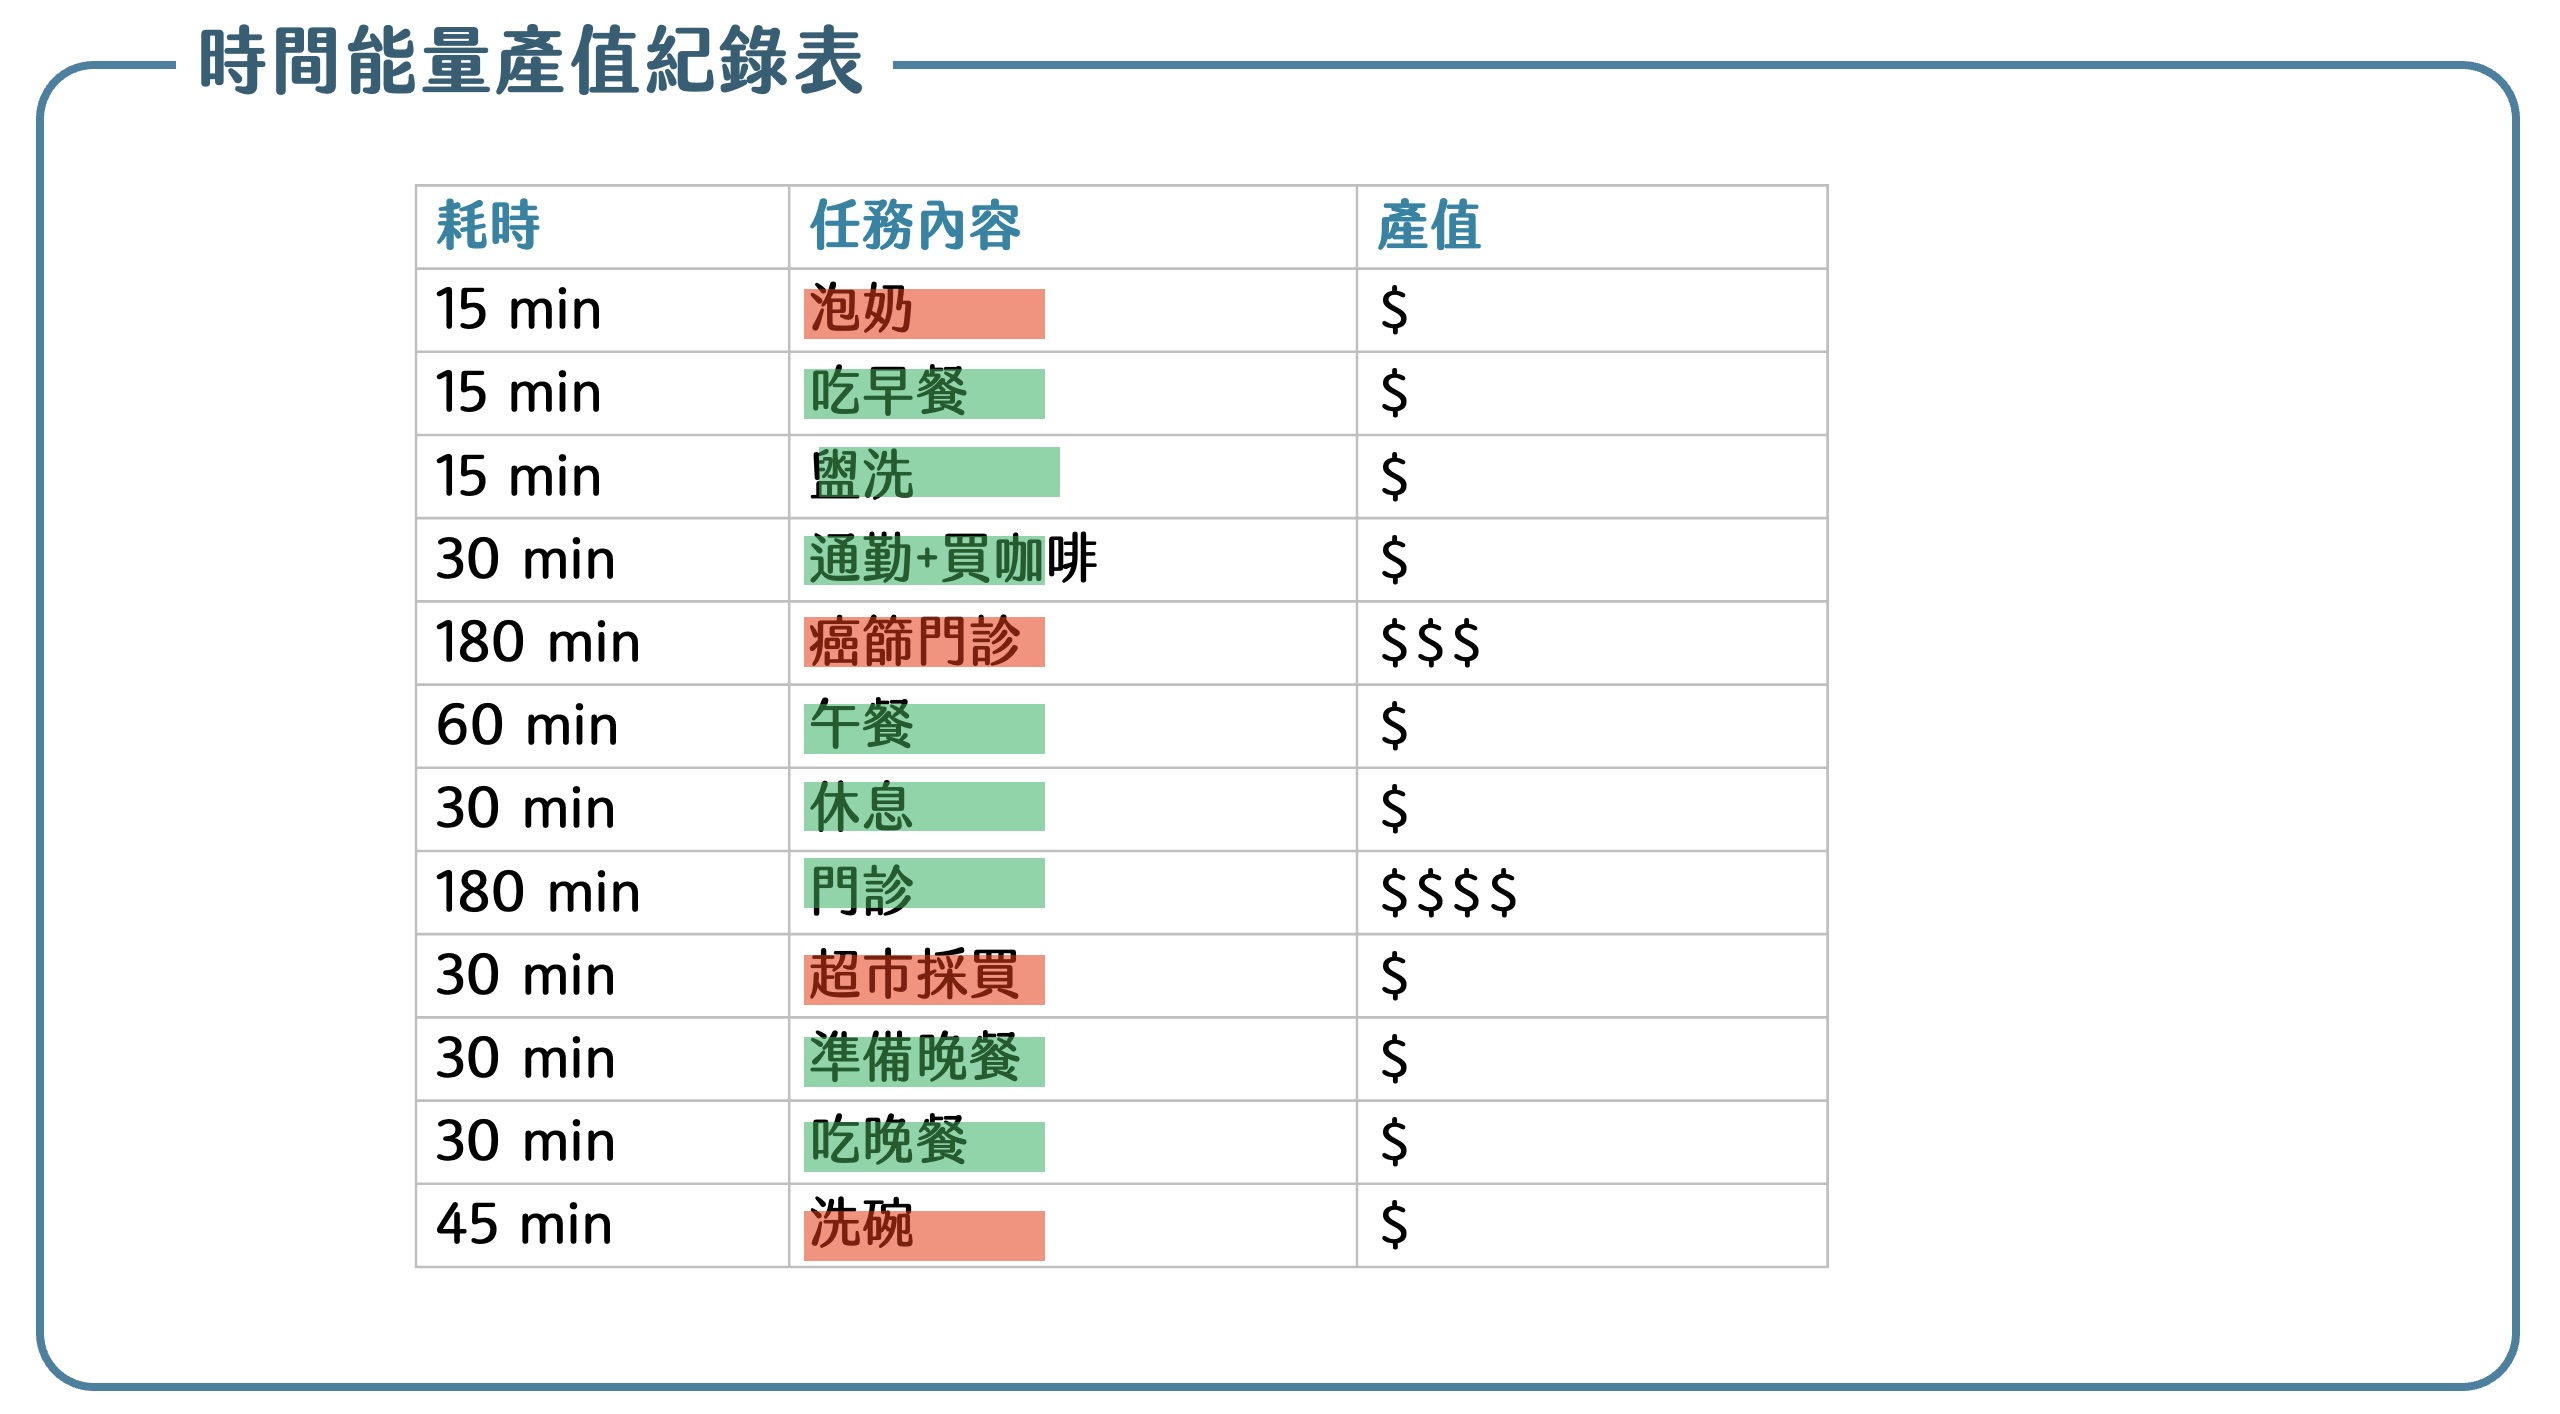 時間能量產值紀錄表
耗時 任務內容 產值
15 min 泡奶 $
15 min 吃早餐 $
15 min 盥洗 $
30 min 通勤+買咖啡 $
180 min 癌篩門診 $$$
60 min 午餐 $
30 min 休息 $
180 min 門診 $$$$
30 min 超市採買 $
30 min 準備晚餐 $
30 min 吃晚餐 $
45 min 洗碗 $